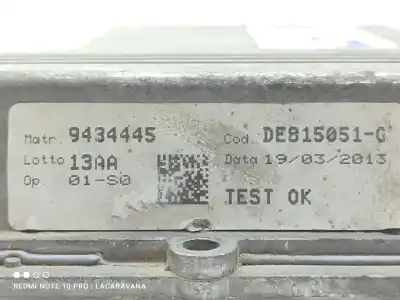 Matr. 9434445 Cod. DE815051-G
Lotto 13AA Data 19/03/2013
Op. 01-S0 TEST OK
REDMI NOTE 10 PRO | LACARAVANA